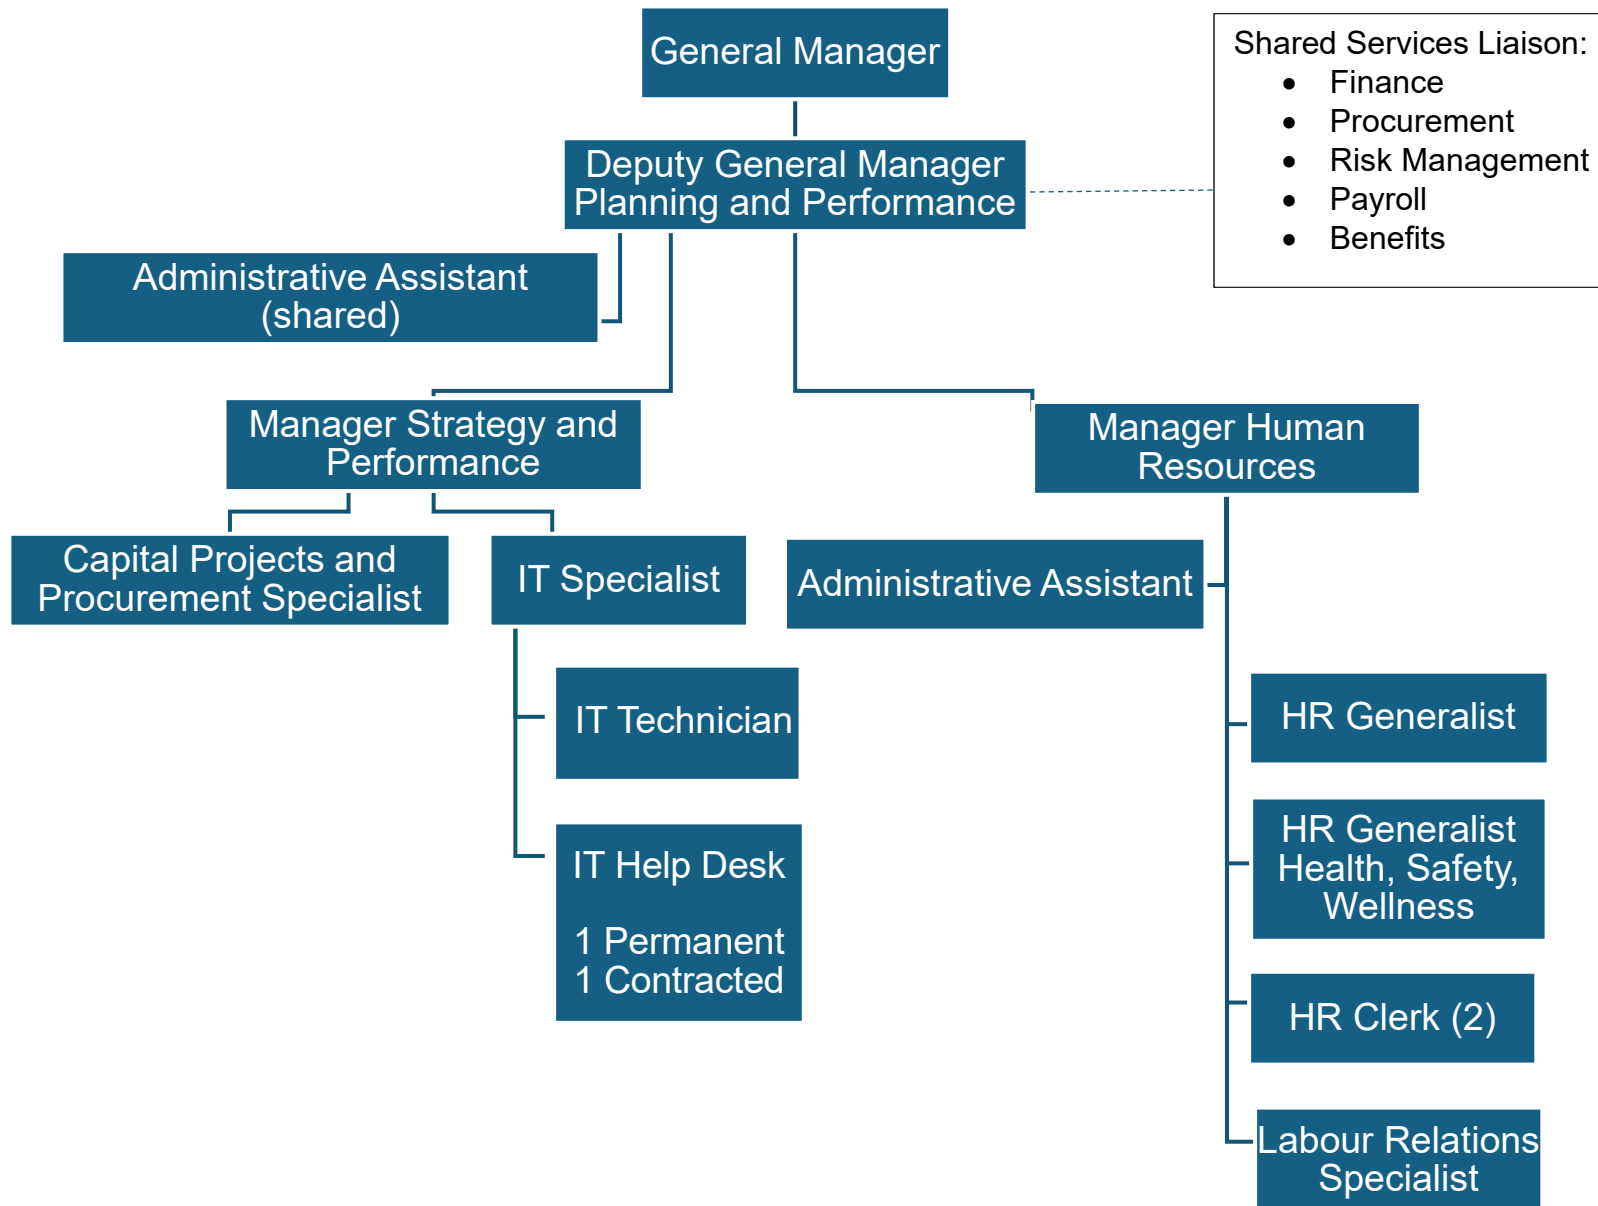 General Manager
Shared Services Liaison:
• Finance
• Procurement
• Risk Management
• Payroll
• Benefits
Deputy General Manager
Planning and Performance
Administrative Assistant
(shared)
Manager Strategy and
Performance
Manager Human
Resources
Capital Projects and
Procurement Specialist
IT Specialist
Administrative Assistant
IT Technician
HR Generalist
IT Help Desk
1 Permanent
1 Contracted
HR Generalist
Health, Safety,
Wellness
HR Clerk (2)
Labour Relations
Specialist